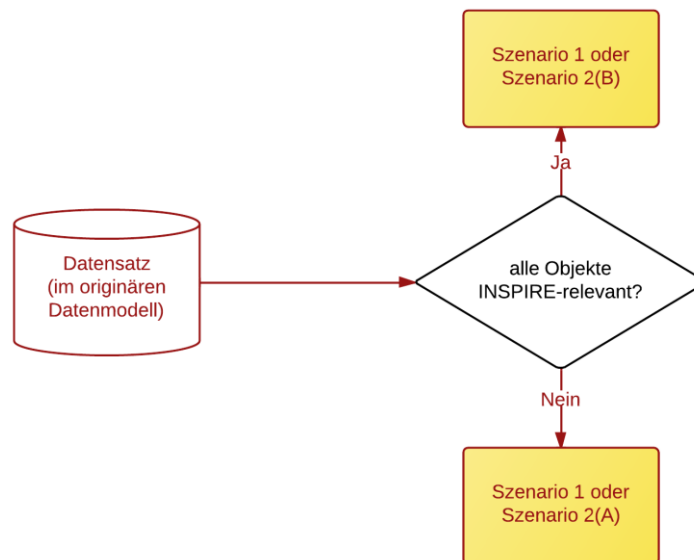 Szenario 1 oder
Szenario 2(B)
Ja
Datensatz
(im originären
Datenmodell)
alle Objekte
INSPIRE-relevant?
Nein
Szenario 1 oder
Szenario 2(A)